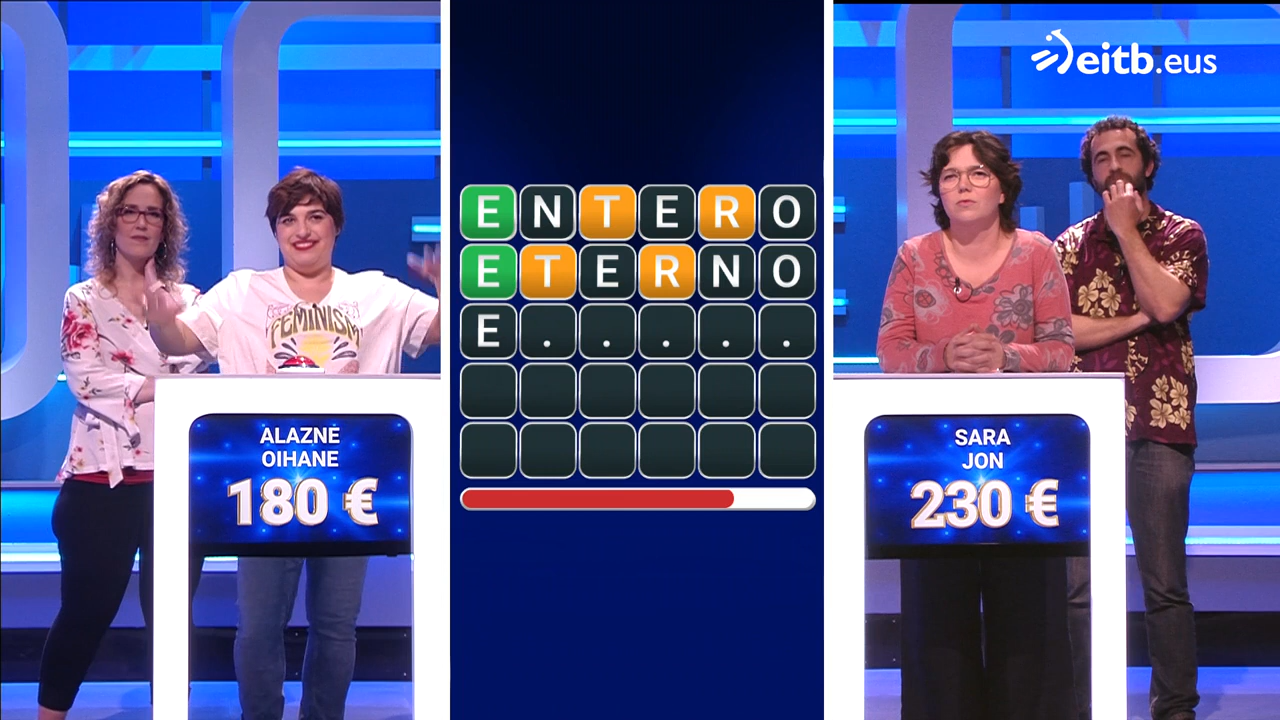 eitb.eus
ENTERO
ETERNO
E.....
FEMINISM
ALAZNE
OIHANE
180 €
SARA
JON
230 €